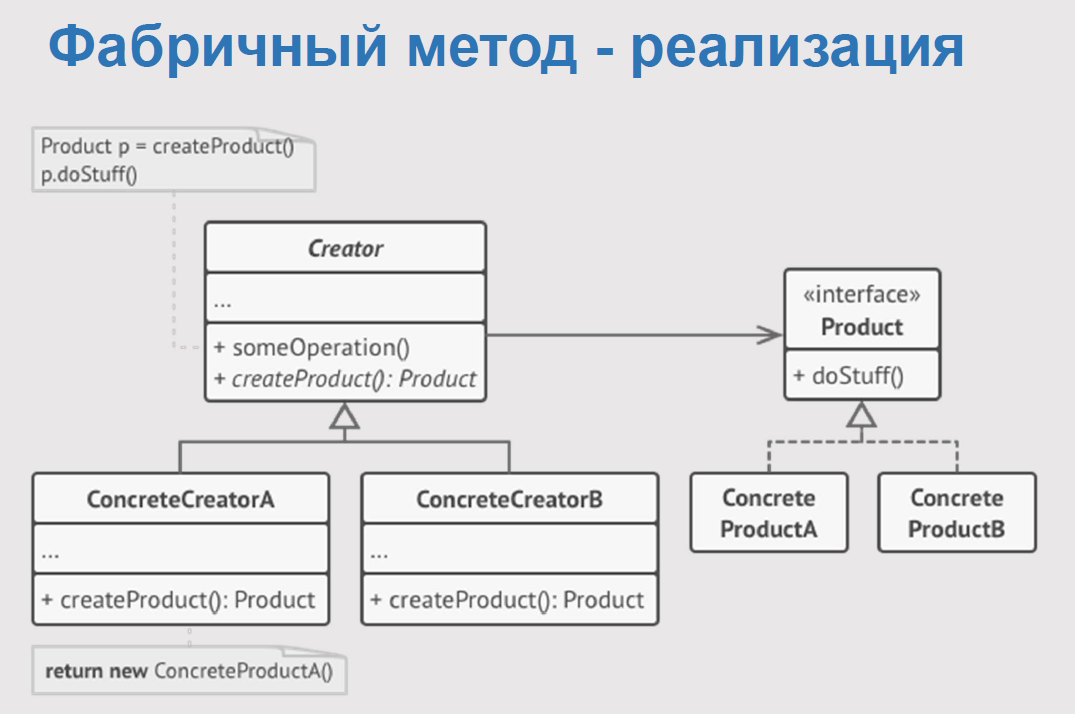 Фабричный метод - реализация
Product p = createProduct()
p.doStuff()
Creator
...
+ someOperation()
+ createProduct(): Product
«interface»
Product
+ doStuff()
ConcreteCreatorA
...
+ createProduct(): Product
ConcreteCreatorB
...
+ createProduct(): Product
Concrete
ProductA
Concrete
ProductB
return new ConcreteProductA()